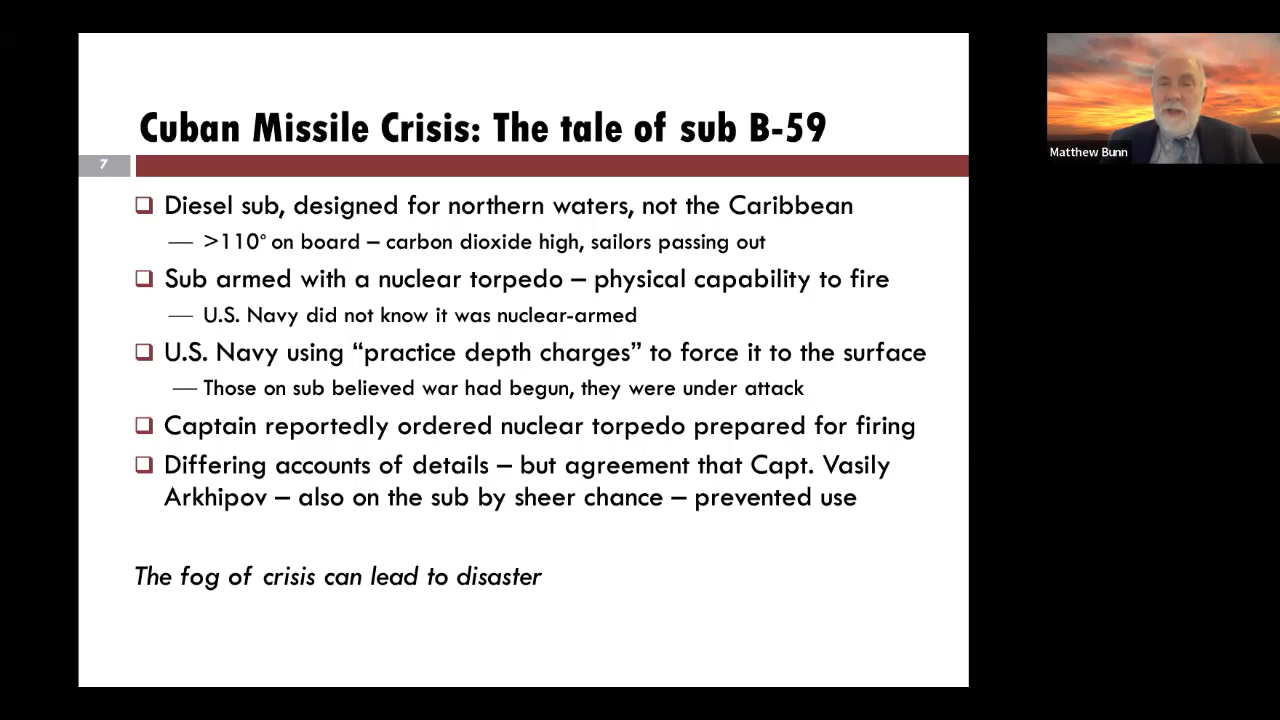 Cuban Missile Crisis: The tale of sub B-59
7
Diesel sub, designed for northern waters, not the Caribbean
— >110° on board – carbon dioxide high, sailors passing out
Sub armed with a nuclear torpedo – physical capability to fire
— U.S. Navy did not know it was nuclear-armed
U.S. Navy using “practice depth charges” to force it to the surface
— Those on sub believed war had begun, they were under attack
Captain reportedly ordered nuclear torpedo prepared for firing
Differing accounts of details – but agreement that Capt. Vasily
Arkhipov – also on the sub by sheer chance – prevented use
The fog of crisis can lead to disaster
Matthew Bunn